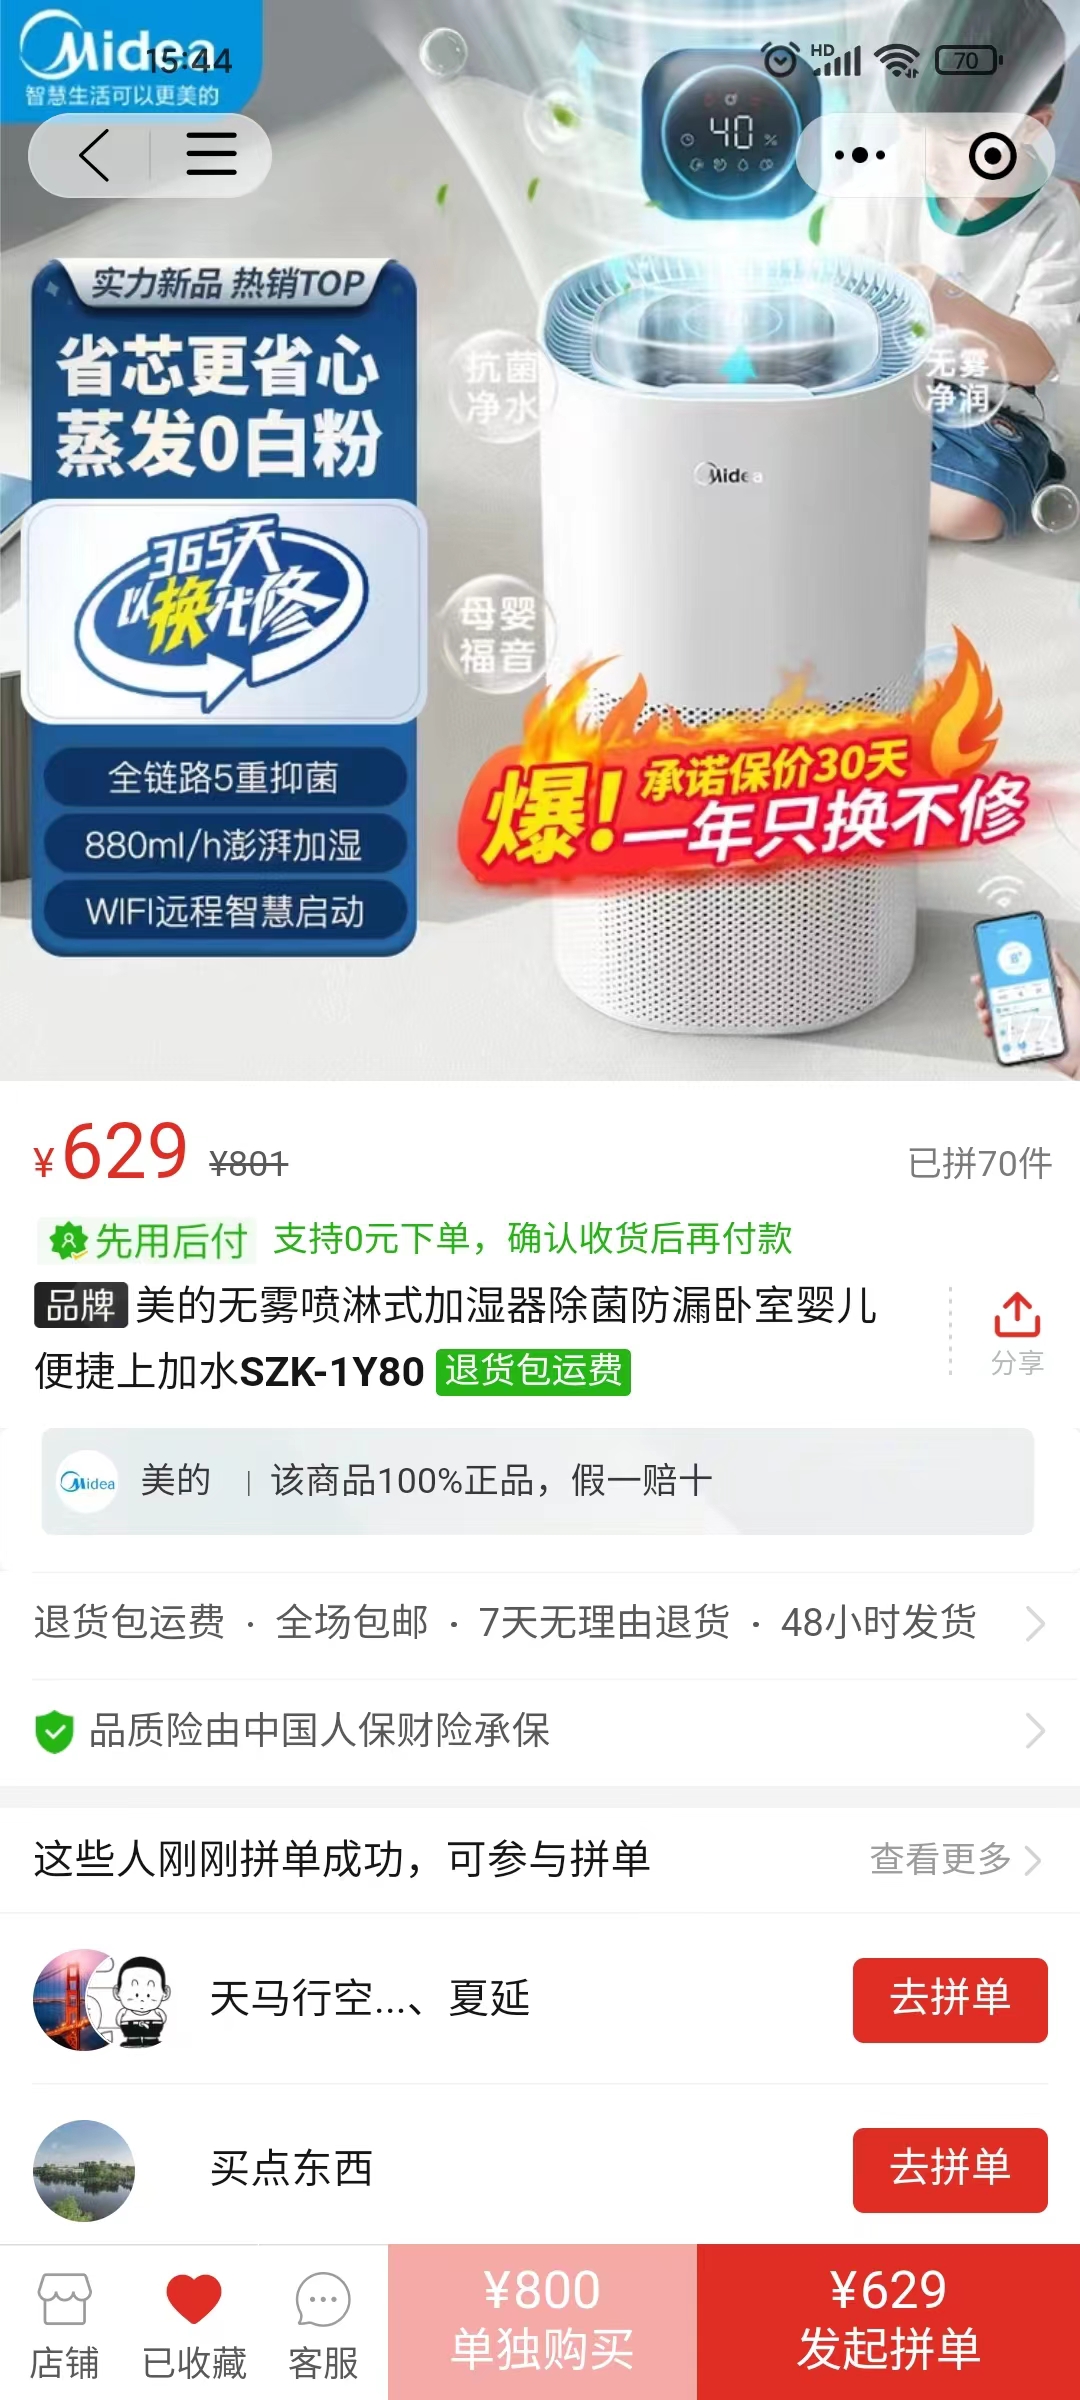 Midea
15:44
HD
70
智慧生活可以更美的
40
%
实力新品 热销TOP
省芯更省心
蒸发0白粉
抗菌
净水
无雾
净润
Midea
365天
以换代修
母婴
福音
全链路5重抑菌
880ml/h澎湃加湿
WIFI远程智慧启动
爆!
承诺保价30天
一年只换不修
¥629 ¥801
已拼70件
先用后付 支持0元下单，确认收货后再付款
品牌 美的无雾喷淋式加湿器除菌防漏卧室婴儿
便捷上加水SZK-1Y80 退货包运费
分享
Midea 美的 | 该商品100%正品，假一赔十
退货包运费 · 全场包邮 · 7天无理由退货 · 48小时发货
品质险由中国人保财险承保
这些人刚刚拼单成功，可参与拼单
查看更多
天马行空...、夏延
去拼单
买点东西
去拼单
店铺
已收藏
客服
¥800
单独购买
¥629
发起拼单